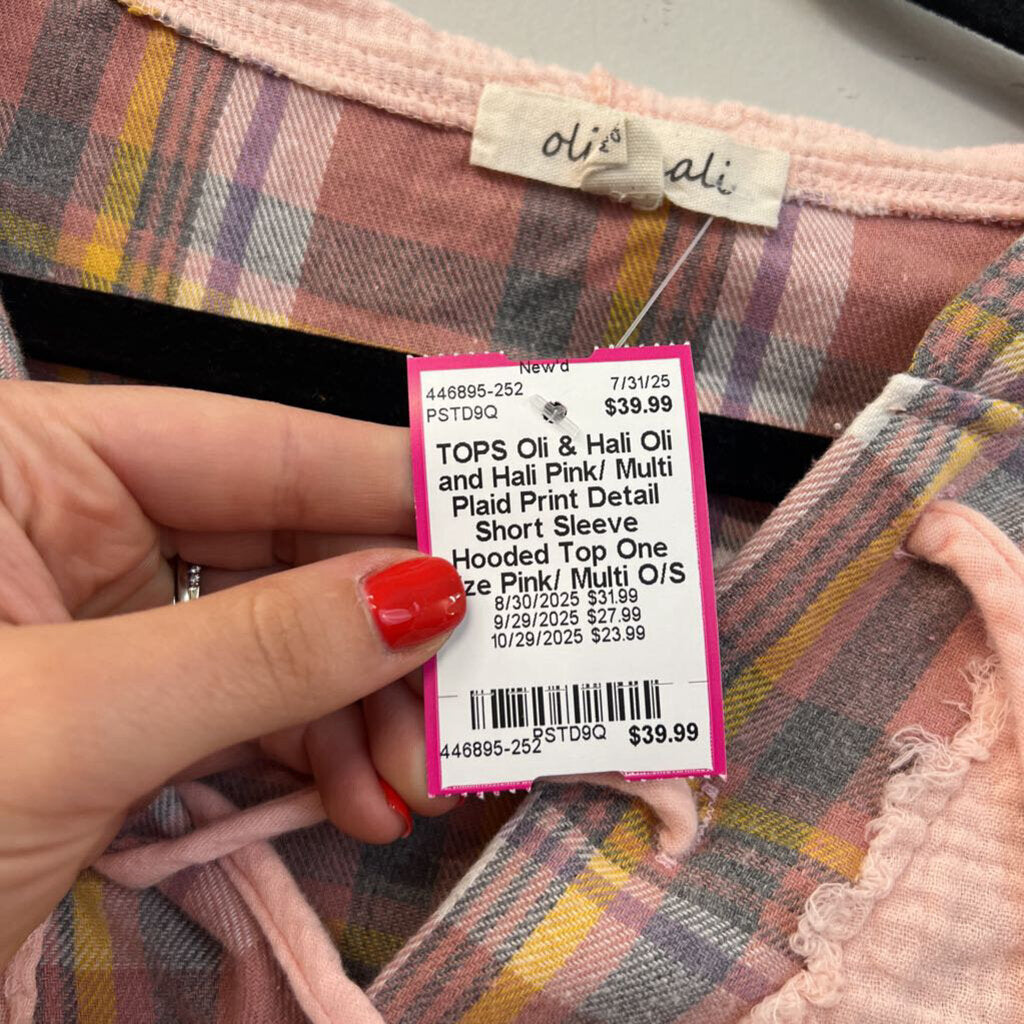 oli ali
New'd
446895-252 7/31/25
PSTD9Q $39.99
TOPS Oli & Hali Oli
and Hali Pink/ Multi
Plaid Print Detail
Short Sleeve
Hooded Top One
ze Pink/ Multi O/S
8/30/2025 $31.99
9/29/2025 $27.99
10/29/2025 $23.99
446895-252 PSTD9Q $39.99